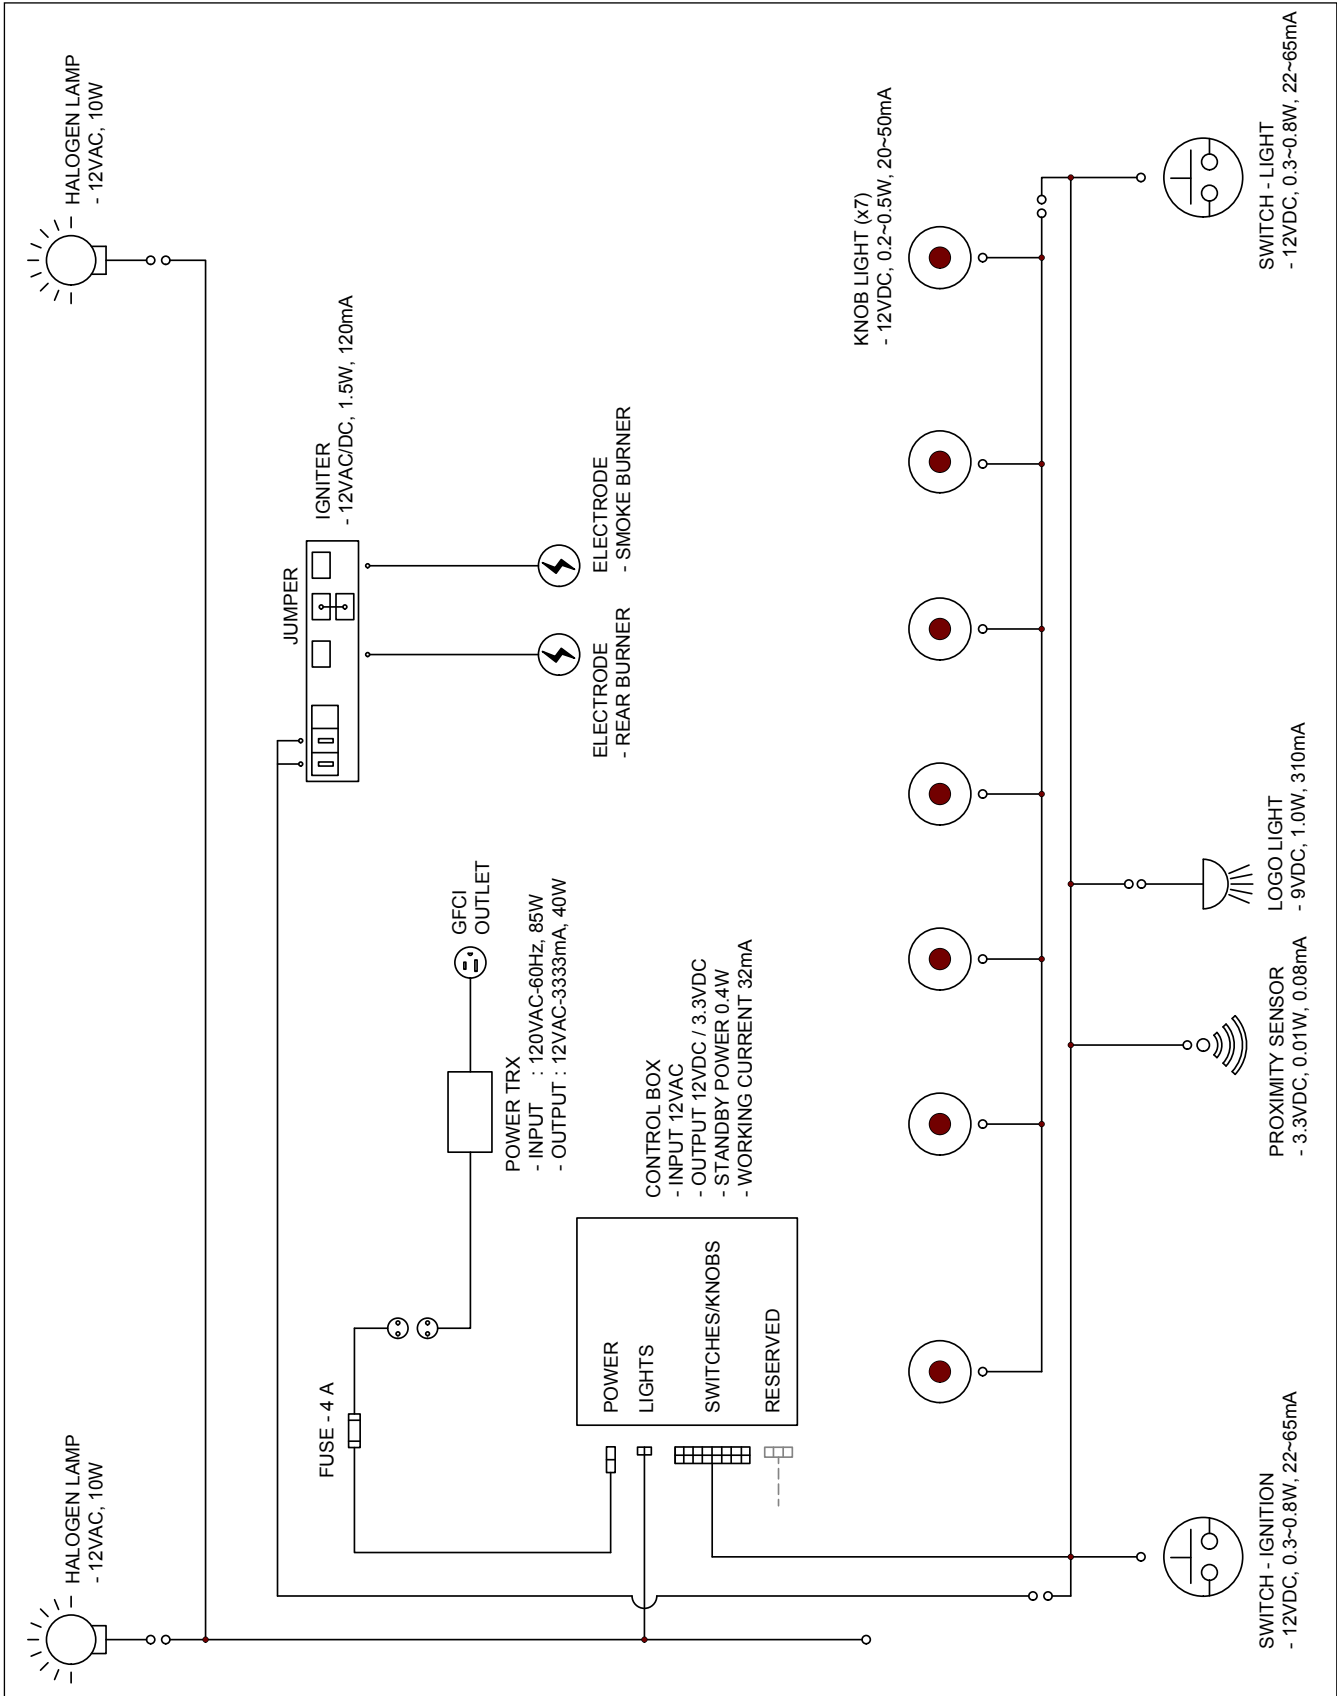 HALOGEN LAMP
- 12VAC, 10W
HALOGEN LAMP
- 12VAC, 10W
FUSE - 4 A
JUMPER
IGNITER
- 12VAC/DC, 1.5W, 120mA
GFCI
OUTLET
POWER TRX
- INPUT : 120VAC-60Hz, 85W
- OUTPUT : 12VAC-3333mA, 40W
ELECTRODE
- REAR BURNER
ELECTRODE
- SMOKE BURNER
CONTROL BOX
- INPUT 12VAC
- OUTPUT 12VDC / 3.3VDC
- STANDBY POWER 0.4W
- WORKING CURRENT 32mA
POWER
LIGHTS
SWITCHES/KNOBS
RESERVED
KNOB LIGHT (x7)
- 12VDC, 0.2~0.5W, 20~50mA
SWITCH - IGNITION
- 12VDC, 0.3~0.8W, 22~65mA
PROXIMITY SENSOR
- 3.3VDC, 0.01W, 0.08mA
LOGO LIGHT
- 9VDC, 1.0W, 310mA
SWITCH - LIGHT
- 12VDC, 0.3~0.8W, 22~65mA